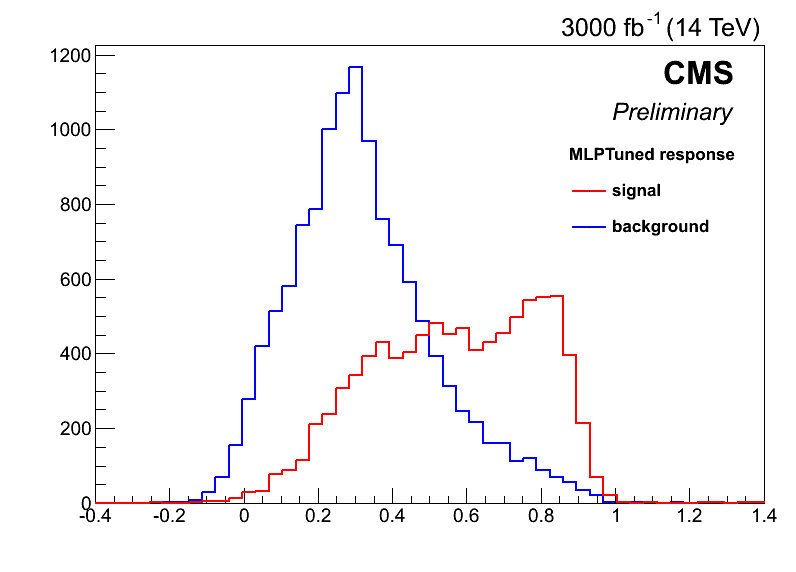 3000 fb⁻¹ (14 TeV)
CMS
Preliminary
MLPTuned response
signal
background
1200
1000
800
600
400
200
0
-0.4 -0.2 0 0.2 0.4 0.6 0.8 1 1.2 1.4